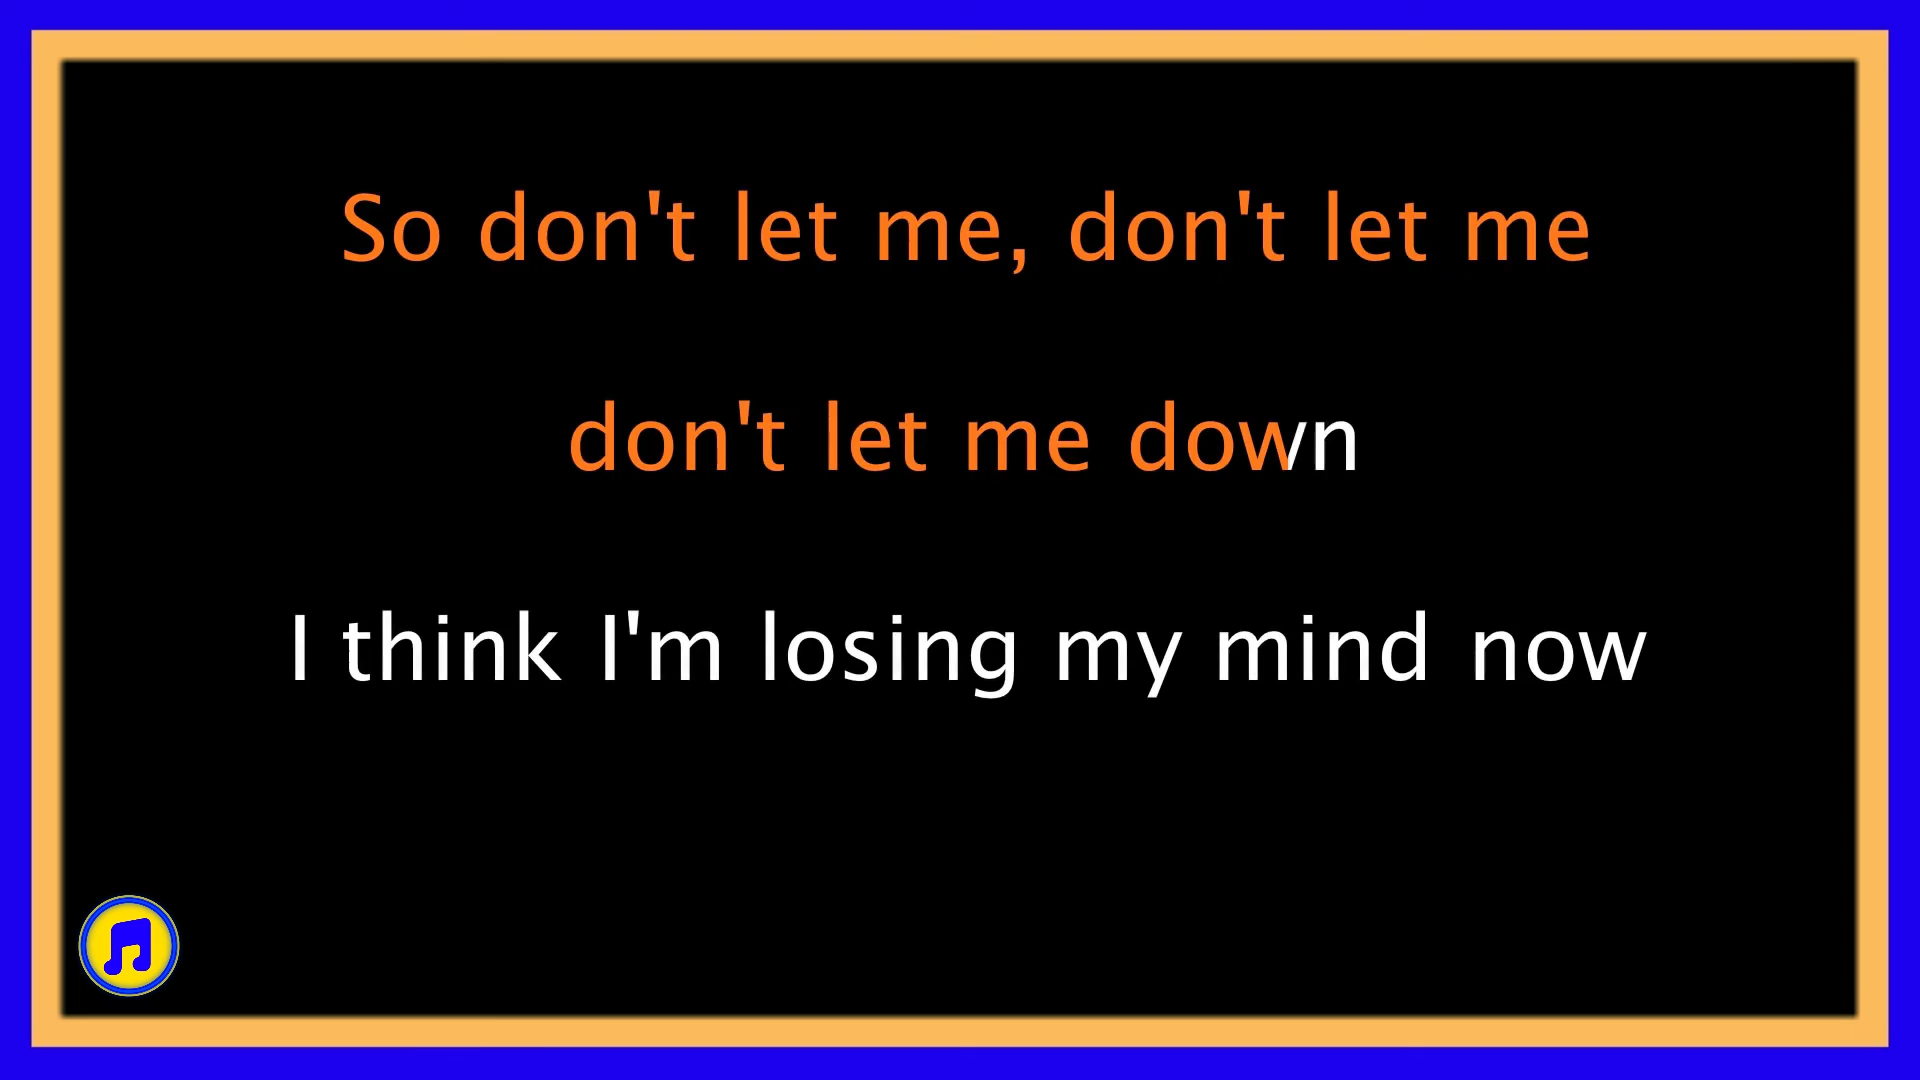 So don't let me, don't let me
don't let me down
I think I'm losing my mind now